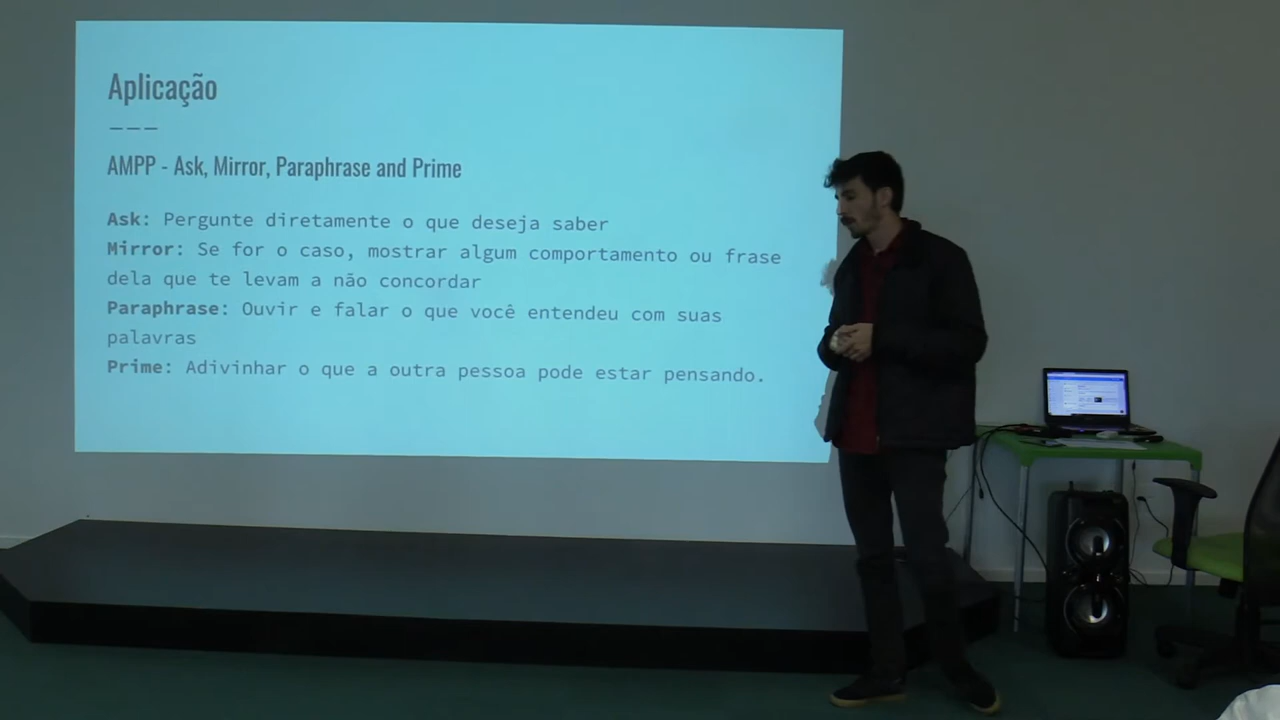 Aplicação
———
AMPP - Ask, Mirror, Paraphrase and Prime
Ask: Pergunte diretamente o que deseja saber
Mirror: Se for o caso, mostrar algum comportamento ou frase
dela que te levam a não concordar
Paraphrase: Ouvir e falar o que você entendeu com suas
palavras
Prime: Adivinhar o que a outra pessoa pode estar pensando.